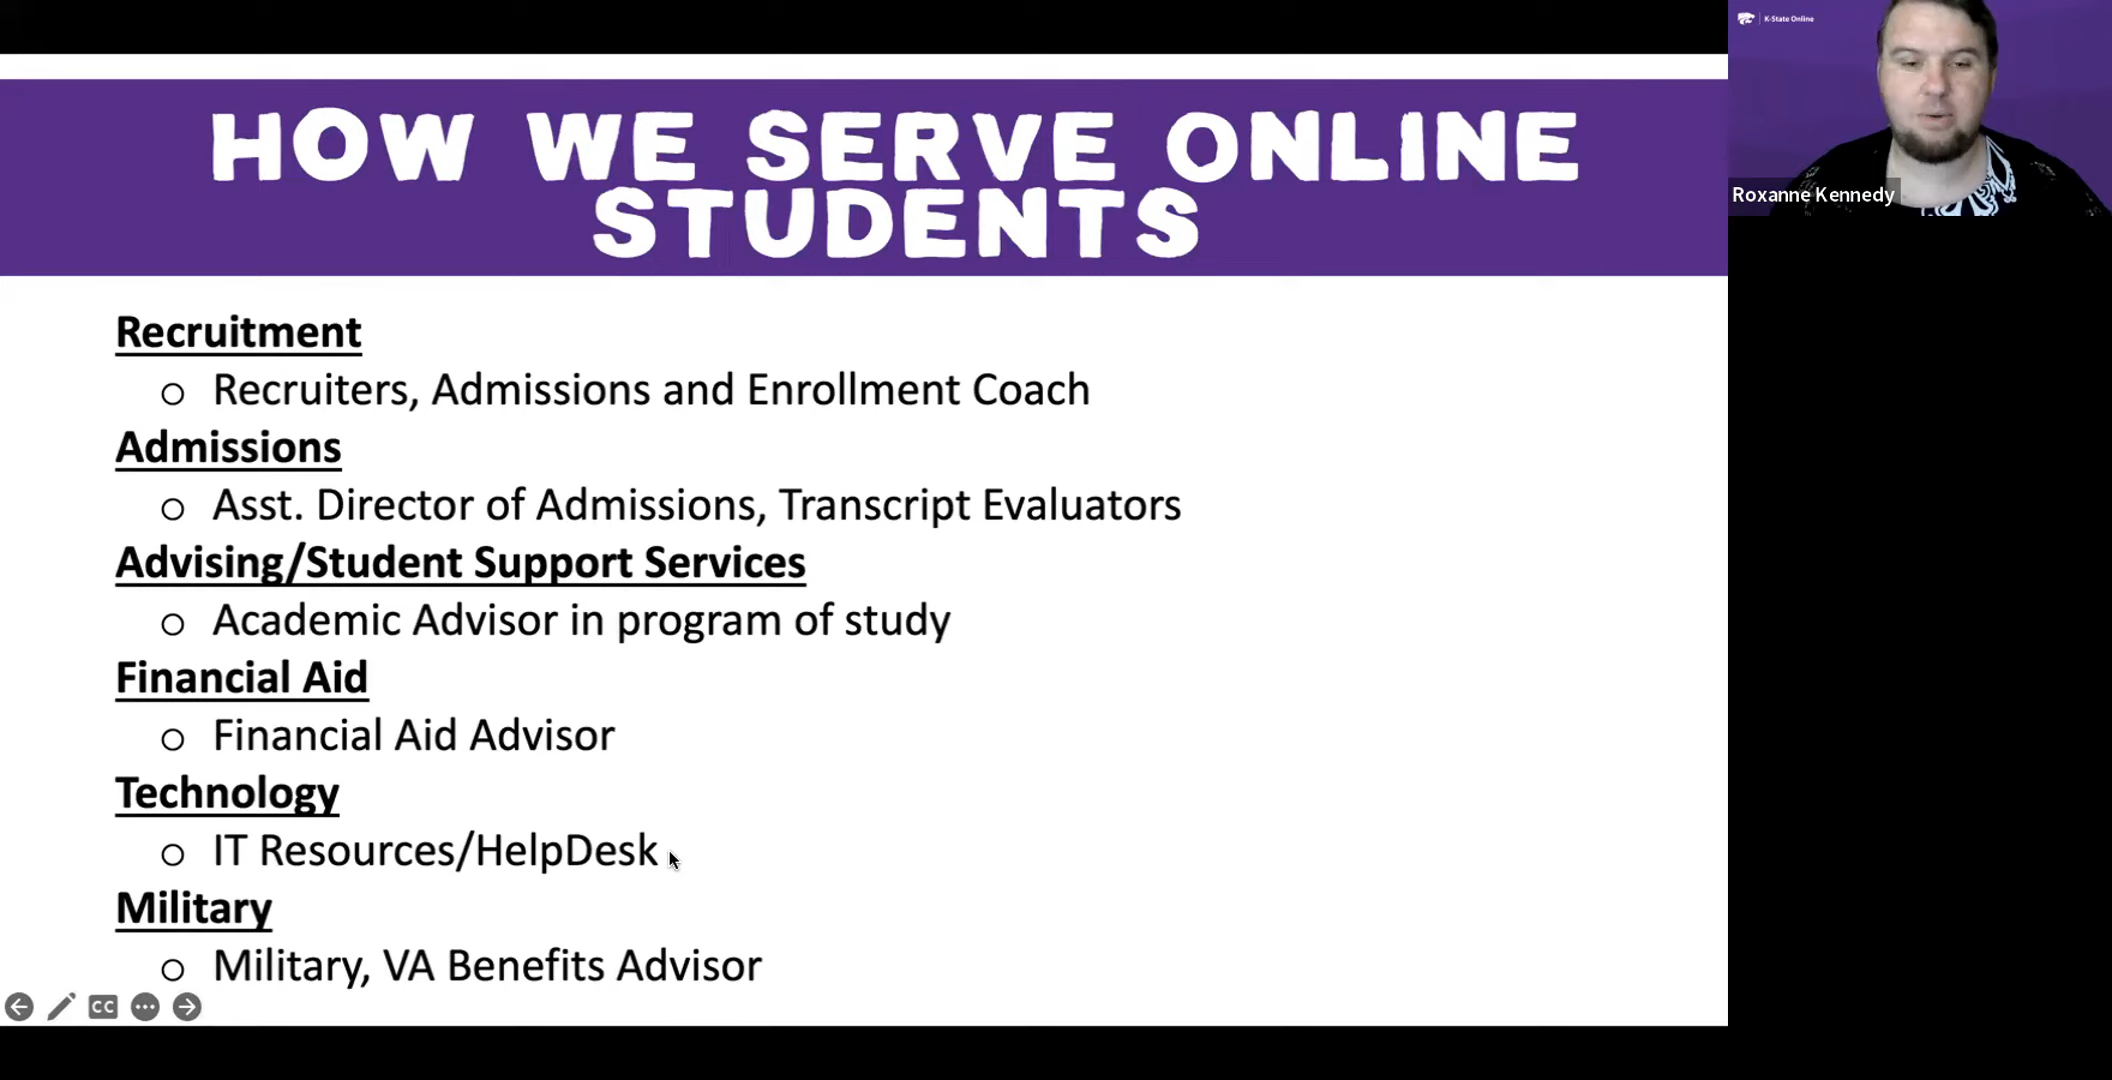 K-State Online
HOW WE SERVE ONLINE
STUDENTS
Roxanne Kennedy
Recruitment
Recruiters, Admissions and Enrollment Coach
Admissions
Asst. Director of Admissions, Transcript Evaluators
Advising/Student Support Services
Academic Advisor in program of study
Financial Aid
Financial Aid Advisor
Technology
IT Resources/HelpDesk
Military
Military, VA Benefits Advisor
CC